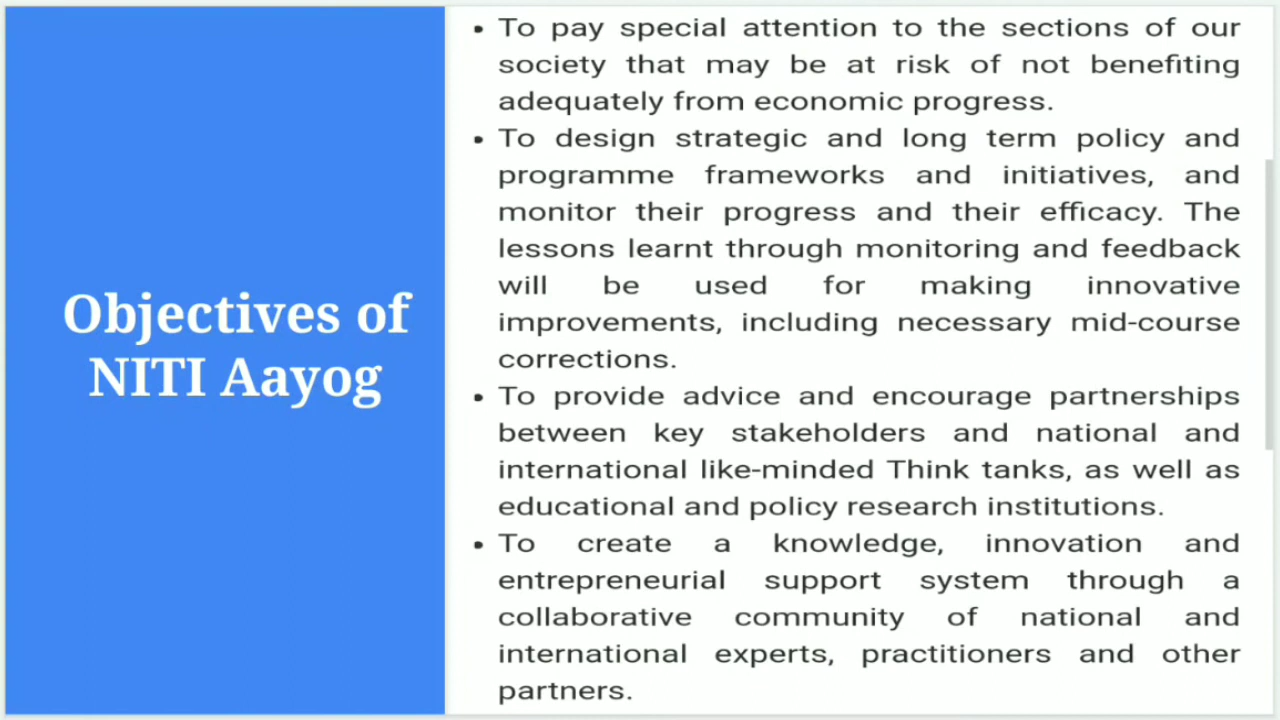 Objectives of
NITI Aayog
• To pay special attention to the sections of our
society that may be at risk of not benefiting
adequately from economic progress.
• To design strategic and long term policy and
programme frameworks and initiatives, and
monitor their progress and their efficacy. The
lessons learnt through monitoring and feedback
will be used for making innovative
improvements, including necessary mid-course
corrections.
• To provide advice and encourage partnerships
between key stakeholders and national and
international like-minded Think tanks, as well as
educational and policy research institutions.
• To create a knowledge, innovation and
entrepreneurial support system through a
collaborative community of national and
international experts, practitioners and other
partners.